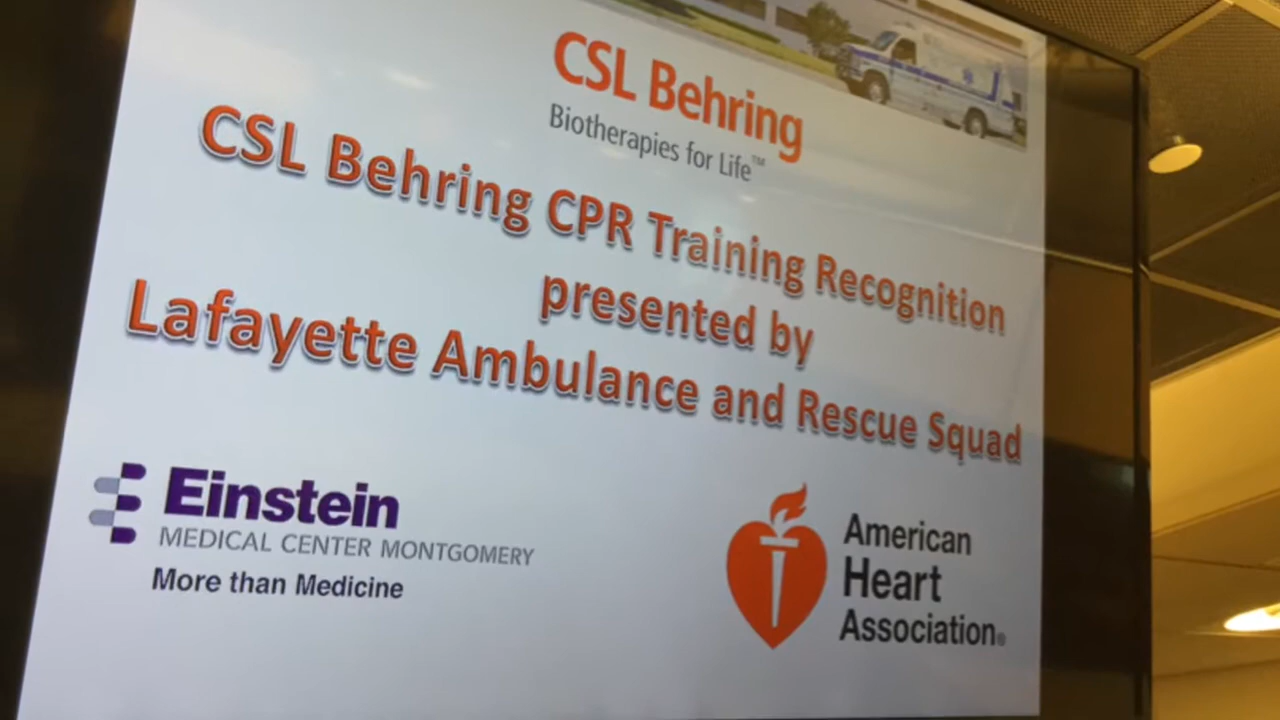 CSL Behring
Biotherapies for Life™
CSL Behring CPR Training Recognition
presented by
Lafayette Ambulance and Rescue Squad
Einstein
MEDICAL CENTER MONTGOMERY
More than Medicine
American
Heart
Association®